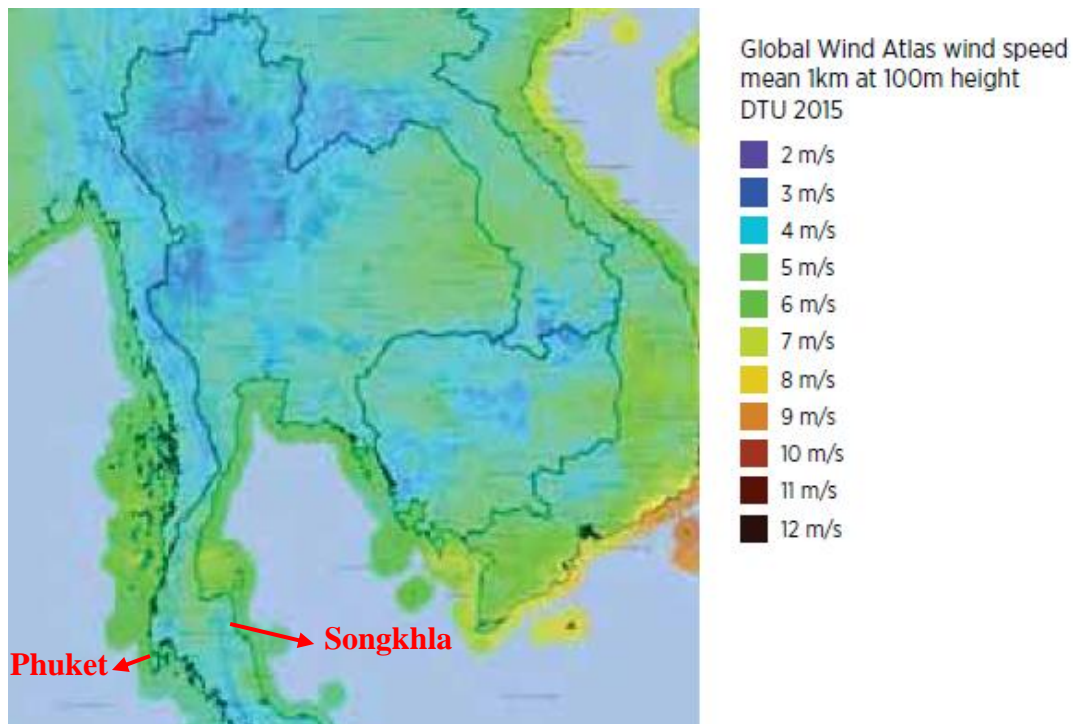 Global Wind Atlas wind speed
mean 1km at 100m height
DTU 2015
2 m/s
3 m/s
4 m/s
5 m/s
6 m/s
7 m/s
8 m/s
9 m/s
10 m/s
11 m/s
12 m/s
Songkhla
Phuket